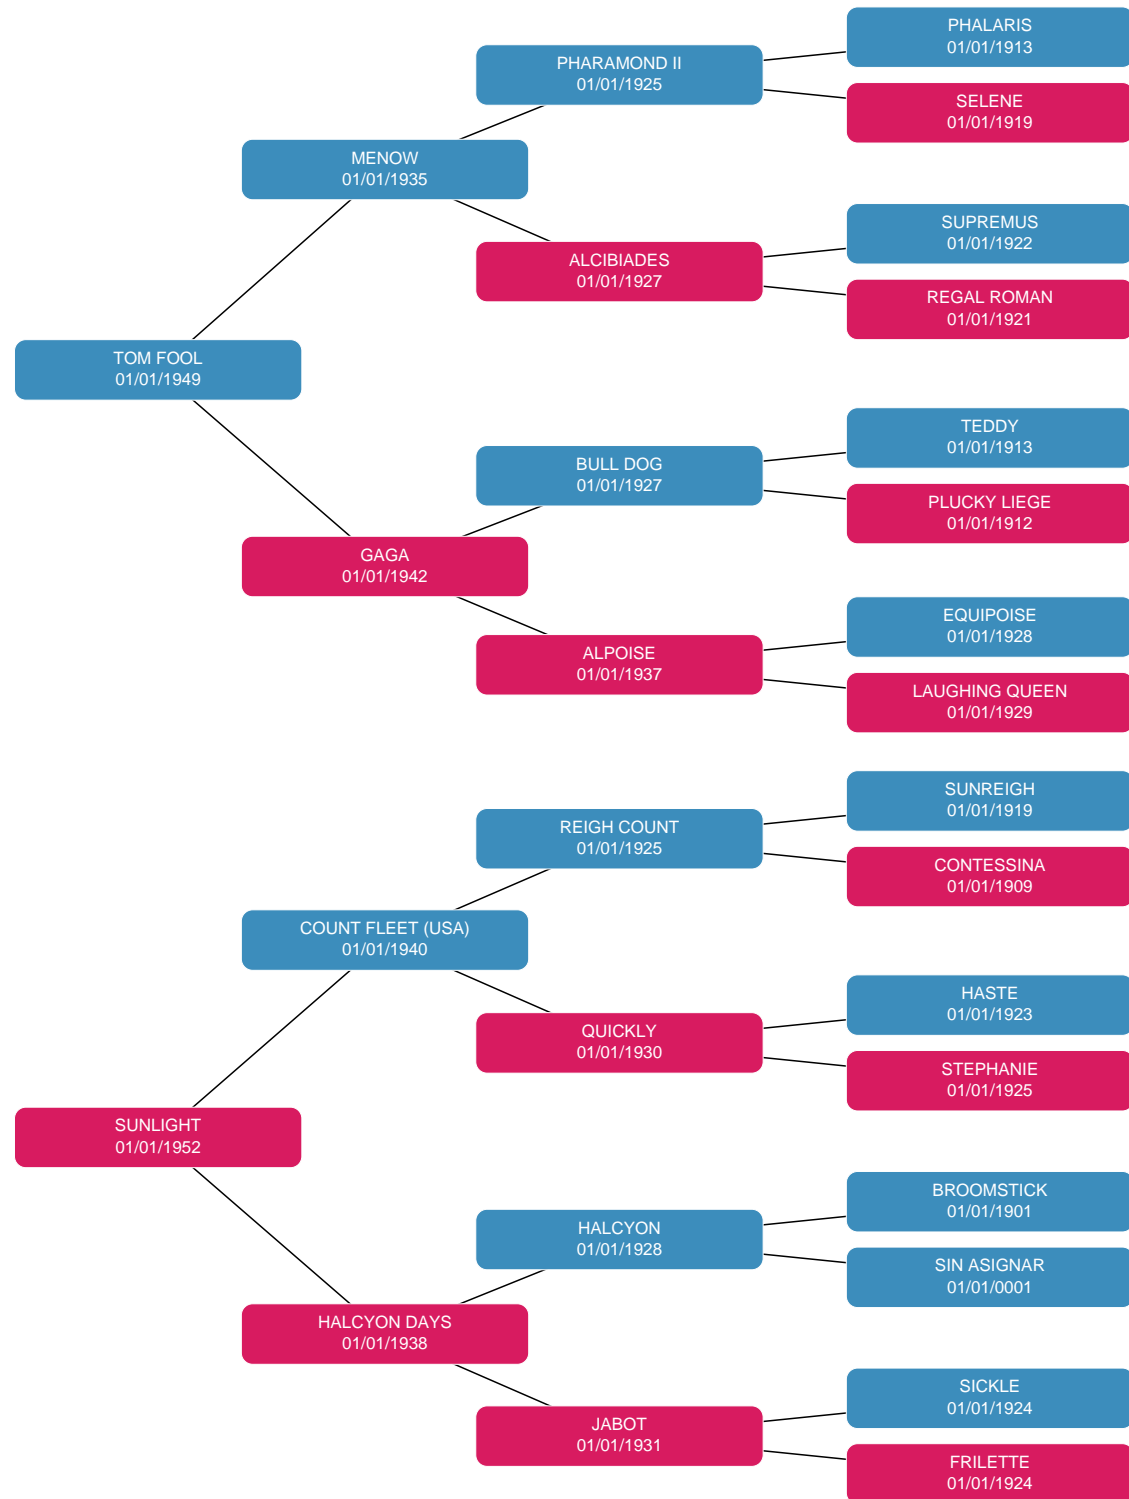 PHALARIS
01/01/1913
PHARAMOND II
01/01/1925
SELENE
01/01/1919
MENOW
01/01/1935
SUPREMUS
01/01/1922
ALCIBIADES
01/01/1927
REGAL ROMAN
01/01/1921
TOM FOOL
01/01/1949
TEDDY
01/01/1913
BULL DOG
01/01/1927
PLUCKY LIEGE
01/01/1912
GAGA
01/01/1942
EQUIPOISE
01/01/1928
ALPOISE
01/01/1937
LAUGHING QUEEN
01/01/1929
SUNREIGH
01/01/1919
REIGH COUNT
01/01/1925
CONTESSINA
01/01/1909
COUNT FLEET (USA)
01/01/1940
HASTE
01/01/1923
QUICKLY
01/01/1930
STEPHANIE
01/01/1925
SUNLIGHT
01/01/1952
BROOMSTICK
01/01/1901
HALCYON
01/01/1928
SIN ASIGNAR
01/01/0001
HALCYON DAYS
01/01/1938
SICKLE
01/01/1924
JABOT
01/01/1931
FRILETTE
01/01/1924